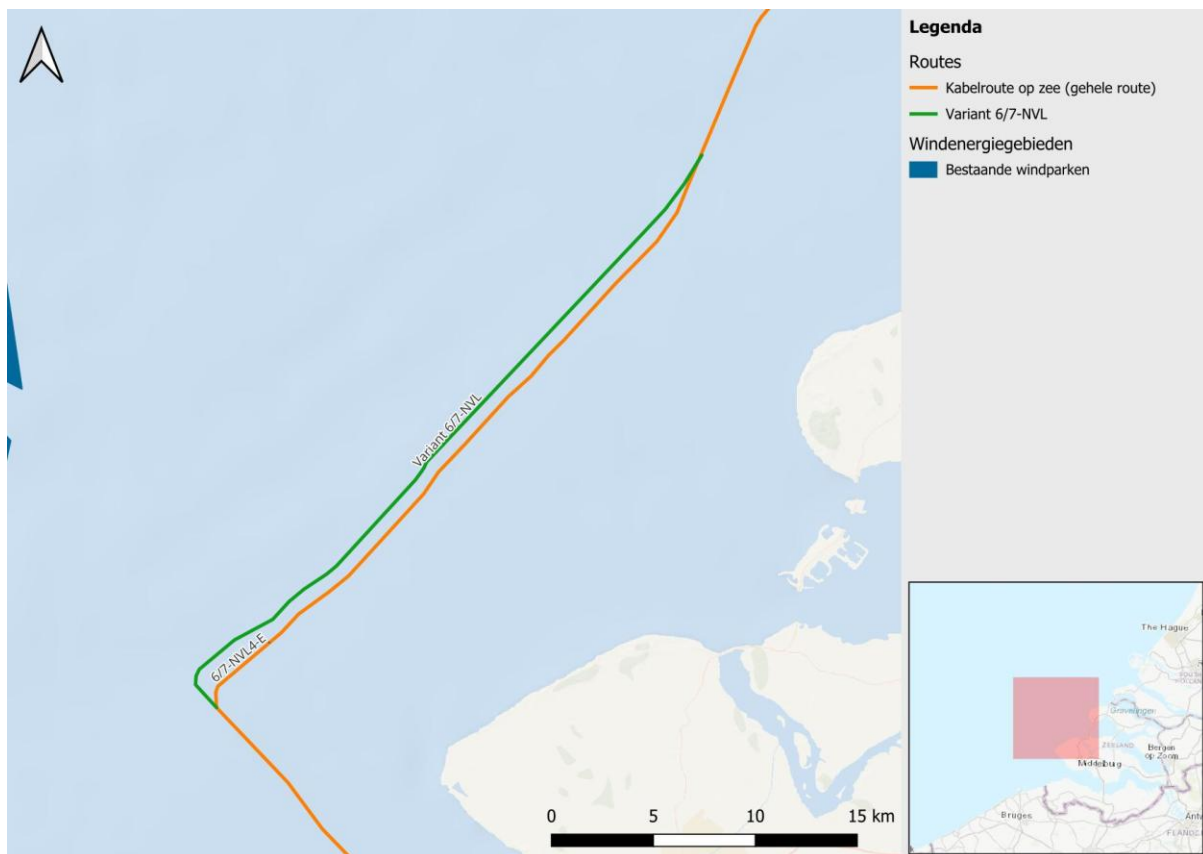 Legenda
Routes
Kabelroute op zee (gehele route)
Variant 6/7-NVL
Windenergiegebieden
Bestaande windparken
Variant 6/7-NVL
6/7-NVL4-E
0 5 10 15 km
The Hague
Grevelingen
ZEELAND
Bergen
op Zoom
Middelburg
Bruges